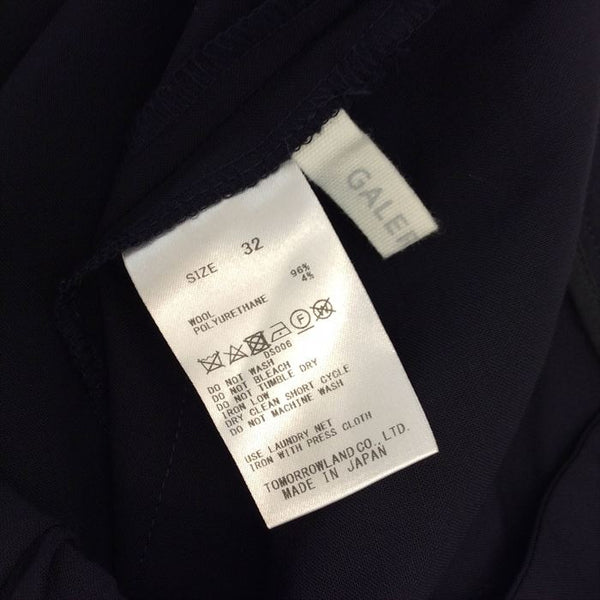 GALER
SIZE 32
WOOL 96%
POLYURETHANE 4%
DS006
DO NOT WASH
DO NOT BLEACH
DO NOT TUMBLE DRY
IRON LOW
DRY CLEAN SHORT CYCLE
DO NOT MACHINE WASH
USE LAUNDRY NET
IRON WITH PRESS CLOTH
TOMORROWLAND CO., LTD.
MADE IN JAPAN